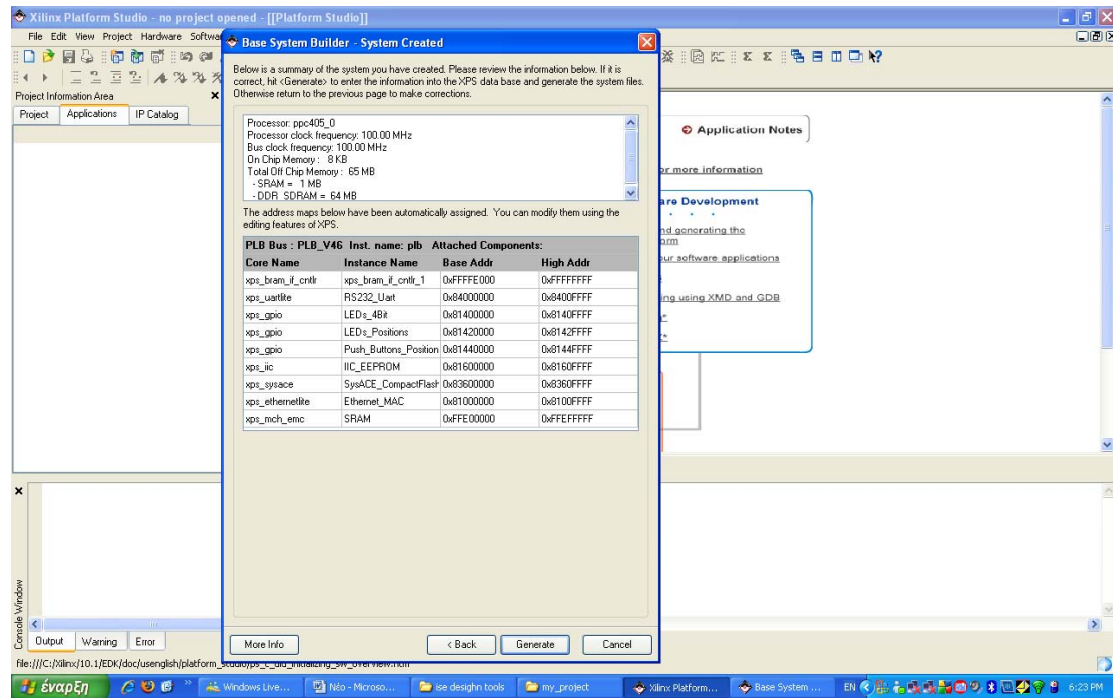 Xilinx Platform Studio - no project opened - [[Platform Studio]]
File Edit View Project Hardware Softwar
Project Information Area
Project Applications IP Catalog
Base System Builder - System Created
Below is a summary of the system you have created. Please review the information below. If it is
correct, hit <Generate> to enter the information into the XPS data base and generate the system files.
Otherwise return to the previous page to make corrections.
Processor: ppc405_0
Processor clock frequency: 100.00 MHz
Bus clock frequency: 100.00 MHz
On Chip Memory : 8 KB
Total Off Chip Memory : 65 MB
- SRAM = 1 MB
- DDR_SDRAM = 64 MB
The address maps below have been automatically assigned. You can modify them using the
editing features of XPS.
PLB Bus : PLB_V46 Inst. name: plb Attached Components:
Core Name Instance Name Base Addr High Addr
xps_bram_if_cntlr xps_bram_if_cntlr_1 0xFFFFE000 0xFFFFFFFF
xps_uartlite RS232_Uart 0x84000000 0x8400FFFF
xps_gpio LEDs_4Bit 0x81400000 0x8140FFFF
xps_gpio LEDs_Positions 0x81420000 0x8142FFFF
xps_gpio Push_Buttons_Position 0x81440000 0x8144FFFF
xps_iic IIC_EEPROM 0x81600000 0x8160FFFF
xps_sysace SysACE_CompactFlash 0x83600000 0x8360FFFF
xps_ethernetlite Ethernet_MAC 0x81000000 0x8100FFFF
xps_mch_emc SRAM 0xFFE00000 0xFFEFFFFF
More Info < Back Generate Cancel
Application Notes
or more information
are Development
nd generating the
orm
our software applications
ing using XMD and GDB
Console Window
Output Warning Error
file:///C:/Xilinx/10.1/EDK/doc/usenglish/platform_studio/ps_c_dld_initializing_sw_overview.htm
έναρξη Windows Live... Νέο - Microso... ise desighn tools my_project Xilinx Platform... Base System ... EN 6:23 PM